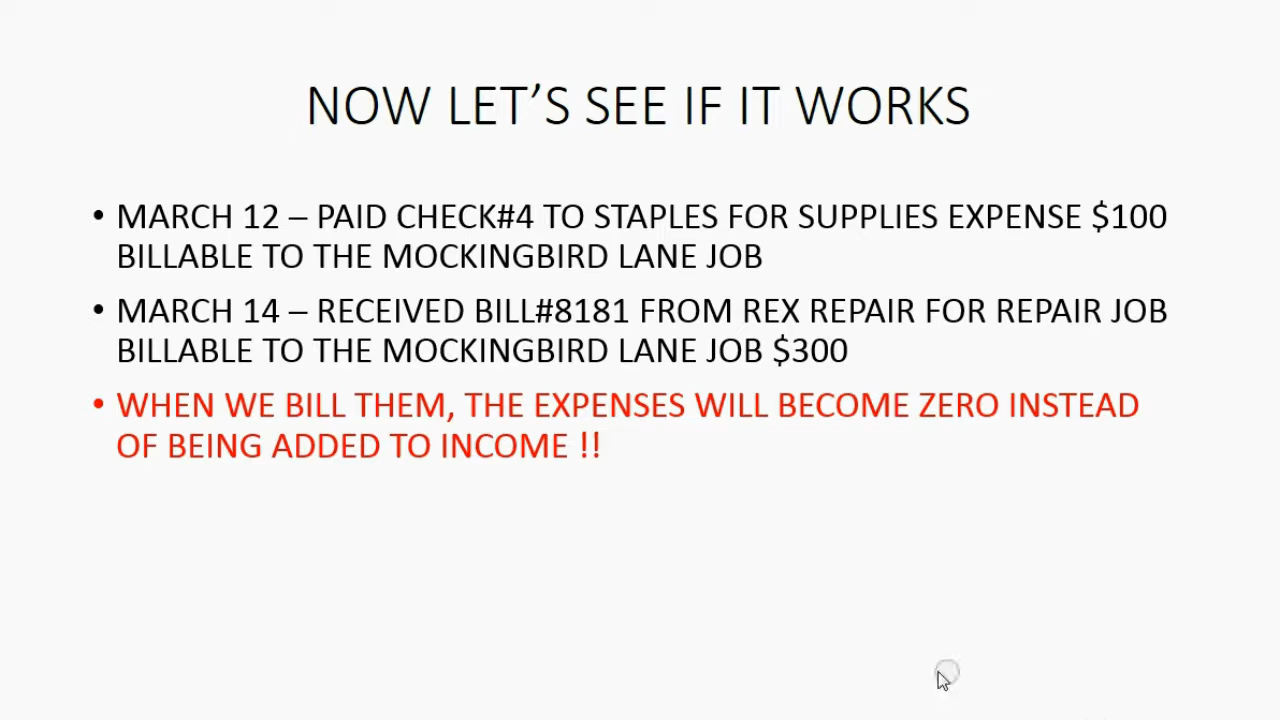 NOW LET'S SEE IF IT WORKS
• MARCH 12 – PAID CHECK#4 TO STAPLES FOR SUPPLIES EXPENSE $100
BILLABLE TO THE MOCKINGBIRD LANE JOB
• MARCH 14 – RECEIVED BILL#8181 FROM REX REPAIR FOR REPAIR JOB
BILLABLE TO THE MOCKINGBIRD LANE JOB $300
• WHEN WE BILL THEM, THE EXPENSES WILL BECOME ZERO INSTEAD
OF BEING ADDED TO INCOME !!